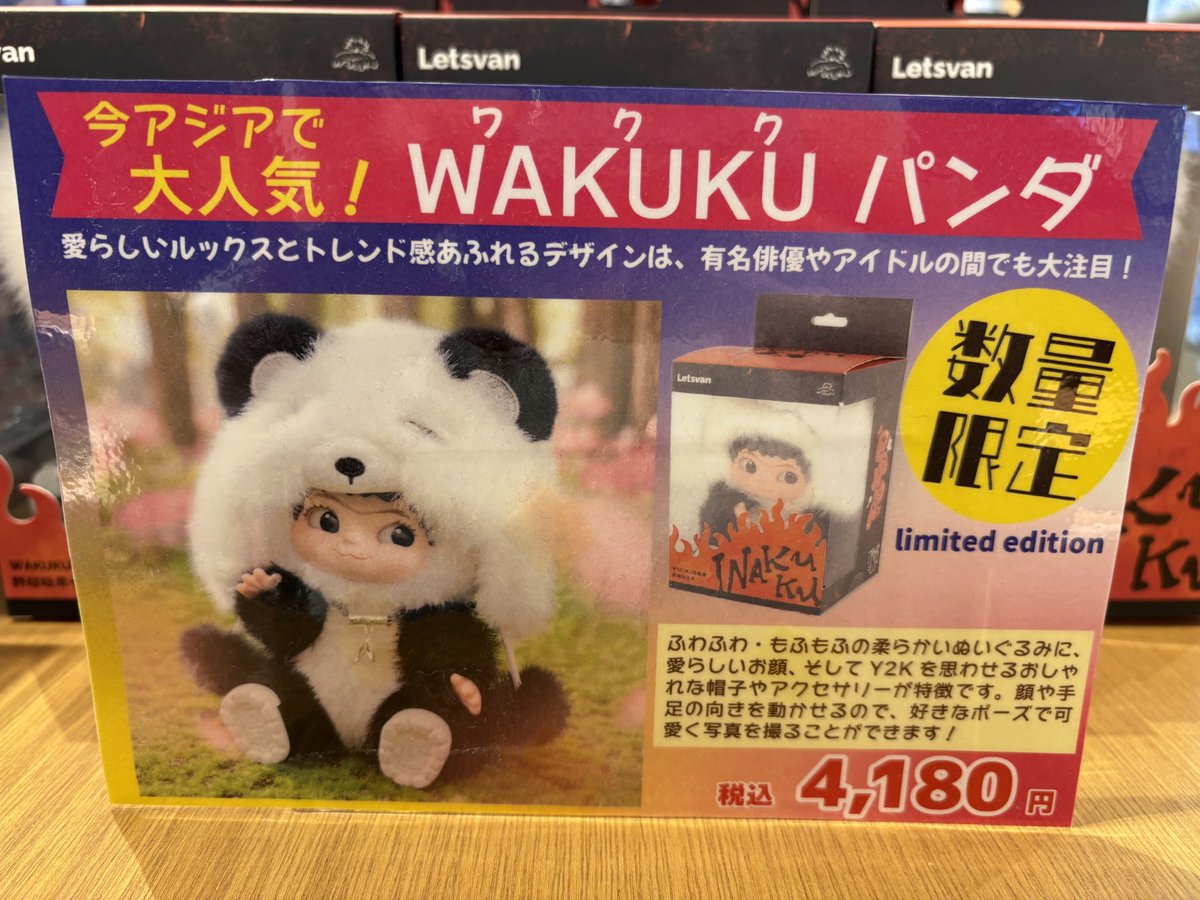 van
Letsvan
Letsvan
今アジアで
大人気！
ワクク
WAKUKU パンダ
愛らしいルックスとトレンド感あふれるデザインは、有名俳優やアイドルの間でも大注目！
数量
限定
limited edition
Letsvan
WAKU
KU
ふわふわ・もふもふの柔らかいぬいぐるみに、
愛らしいお顔、そして Y2K を思わせるおしゃ
れな帽子やアクセサリーが特徴です。顔や手
足の向きを動かせるので、好きなポーズで可
愛く写真を撮ることができます！
税込 4,180円
WAKUKU